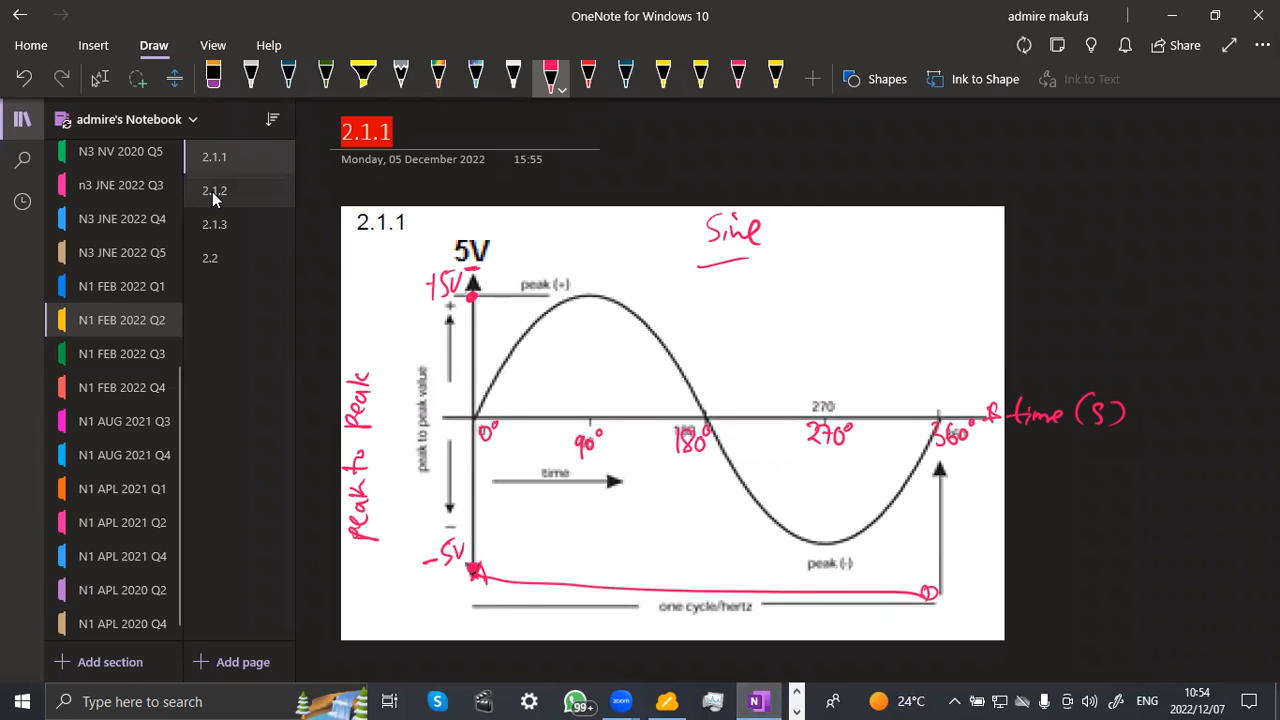 OneNote for Windows 10
admire makufa
Home Insert Draw View Help
Share
Shapes
Ink to Shape
Ink to Text
admire's Notebook
N3 NV 2020 Q5
n3 JNE 2022 Q3
N3 JNE 2022 Q4
N3 JNE 2022 Q5
N1 FEB 2022 Q1
N1 FEB 2022 Q2
N1 FEB 2022 Q3
N1 FEB 2022 Q4
N1 AUG 2021 Q3
N1 AUG 2021 Q4
N1 APL 2021 Q1
N1 APL 2021 Q2
N1 APL 2021 Q4
N1 APL 2020 Q2
N1 APL 2020 Q4
Add section
2.1.1
2.1.2
2.1.3
2.2
Add page
2.1.1
Monday, 05 December 2022 15:55
2.1.1
Sine
5V
+5V
peak (+)
+
peak to peak
peak to peak value
270
time (s)
0° 90° 180° 270° 360°
time
−
-5V
peak (-)
one cycle/hertz
Type here to search
99+
zoom
24°C
ENG
10:54
2022/12/07